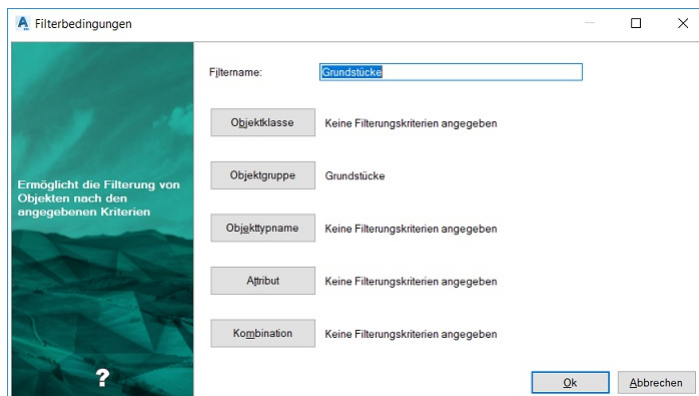 Filterbedingungen
Filtername: Grundstücke
Ermöglicht die Filterung von
Objekten nach den
angegebenen Kriterien
Objektklasse Keine Filterungskriterien angegeben
Objektgruppe Grundstücke
Objekttypname Keine Filterungskriterien angegeben
Attribut Keine Filterungskriterien angegeben
Kombination Keine Filterungskriterien angegeben
?
Ok Abbrechen